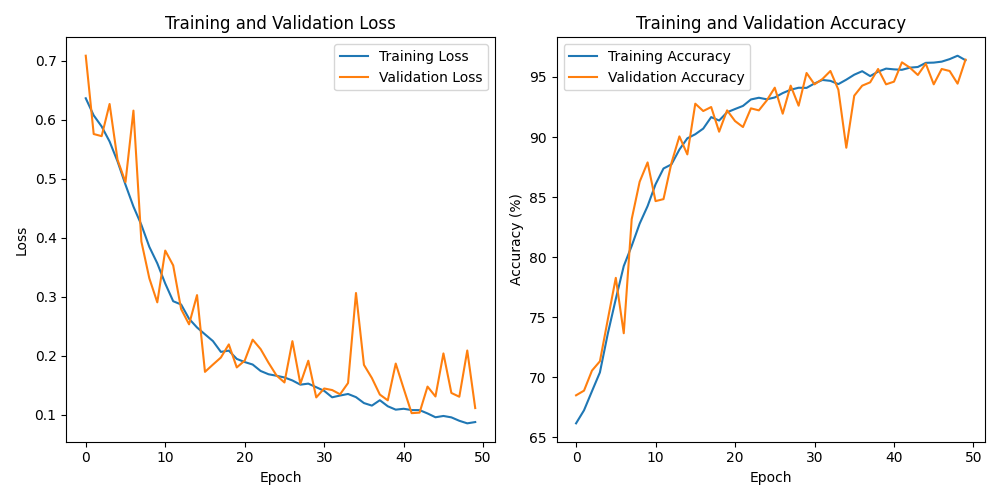 Training and Validation Loss
Training Loss
Validation Loss
0.7
0.6
0.5
0.4
0.3
0.2
0.1
Loss
0 10 20 30 40 50
Epoch
Training and Validation Accuracy
Training Accuracy
Validation Accuracy
95
90
85
80
75
70
65
Accuracy (%)
0 10 20 30 40 50
Epoch